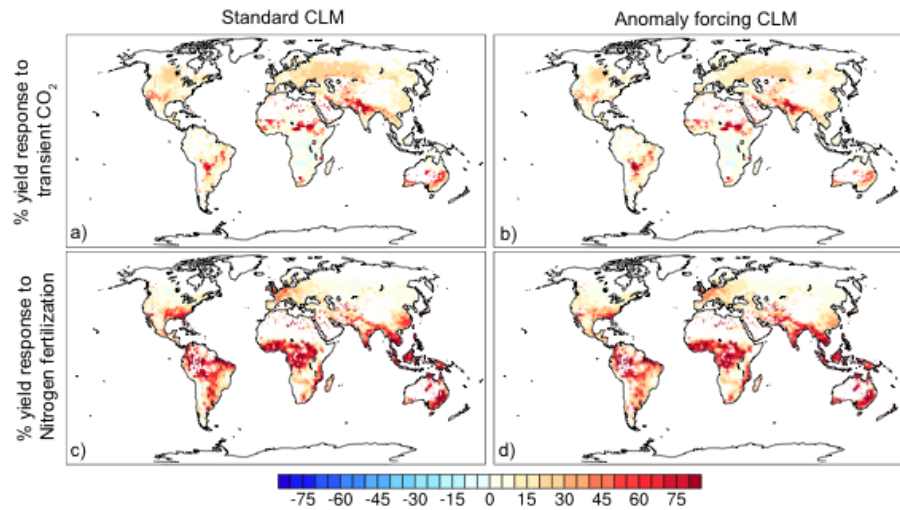 Standard CLM
Anomaly forcing CLM
% yield response to
transient CO₂
a)
b)
% yield response to
Nitrogen fertilization
c)
d)
-75 -60 -45 -30 -15 0 15 30 45 60 75